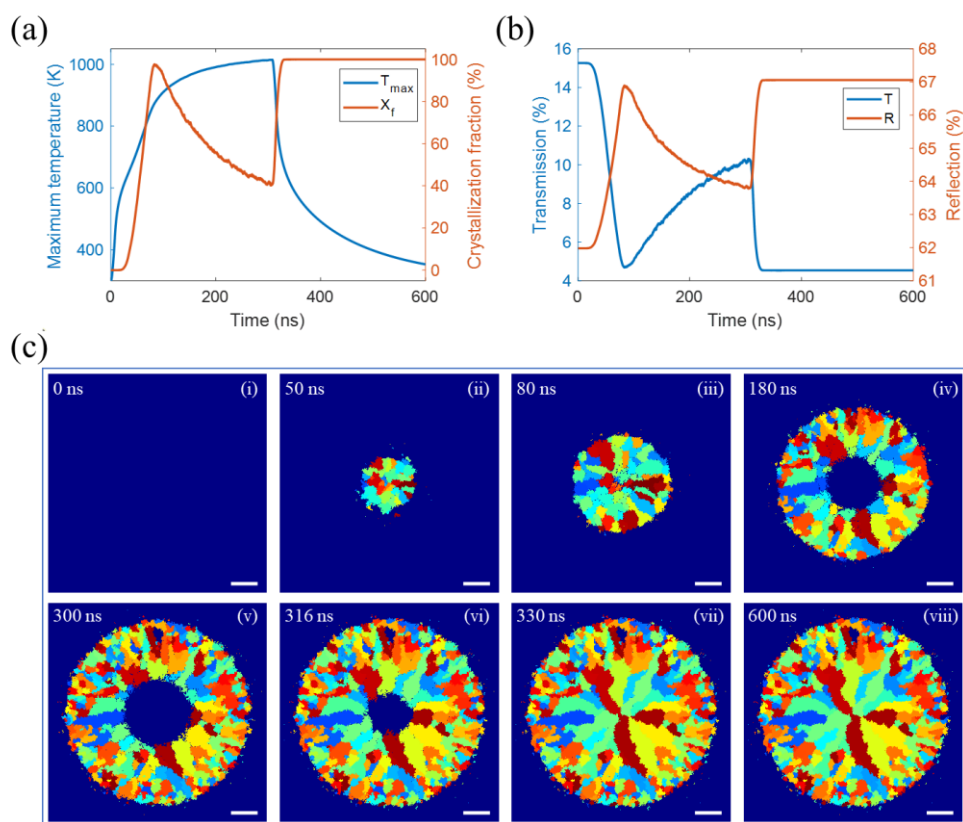 (a)
Maximum temperature (K)
1000
800
600
400
T_max
X_f
100
80
60
40
20
0
Crystallization fraction (%)
0 200 400 600
Time (ns)
(b)
Transmission (%)
16
14
12
10
8
6
4
T
R
68
67
66
65
64
63
62
61
Reflection (%)
0 200 400 600
Time (ns)
(c)
0 ns (i)
50 ns (ii)
80 ns (iii)
180 ns (iv)
300 ns (v)
316 ns (vi)
330 ns (vii)
600 ns (viii)